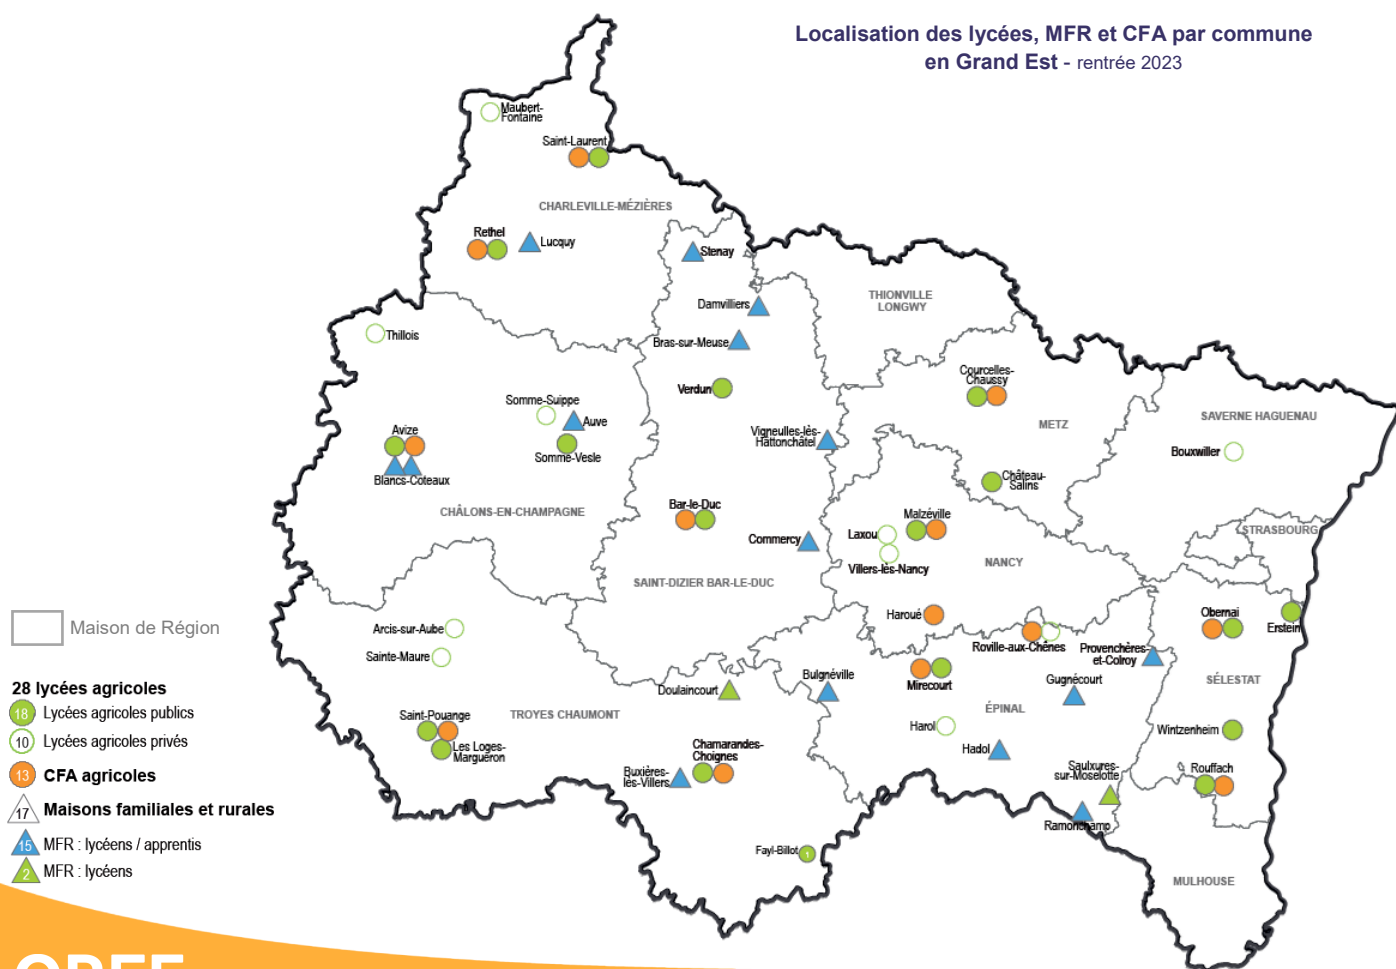 Localisation des lycées, MFR et CFA par commune
en Grand Est - rentrée 2023
Maubert-
Fontaine
Saint-Laurent
CHARLEVILLE-MÉZIÈRES
Rethel
Lucquy
Stenay
Damvilliers
THIONVILLE
LONGWY
Thillois
Bras-sur-Meuse
Courcelles-
Chaussy
Verdun
Somme-Suippe
Auve
SAVERNE HAGUENAU
METZ
Avize
Vigneulles-lès-
Hattonchâtel
Bouxwiller
Somme-Vesle
Blancs-Coteaux
Château-
Salins
CHÂLONS-EN-CHAMPAGNE
Bar-le-Duc
Malzéville
STRASBOURG
Commercy
Laxou
Villers-lès-Nancy
NANCY
SAINT-DIZIER BAR-LE-DUC
Haroué
Obernai
Erstein
Maison de Région
Arcis-sur-Aube
Sainte-Maure
Roville-aux-Chênes
Provenchères-
et-Colroy
Mirecourt
Bulgnéville
Gugnécourt
SÉLESTAT
Doulaincourt
28 lycées agricoles
18 Lycées agricoles publics
10 Lycées agricoles privés
13 CFA agricoles
17 Maisons familiales et rurales
15 MFR : lycéens / apprentis
2 MFR : lycéens
Saint-Pouange
TROYES CHAUMONT
ÉPINAL
Harol
Wintzenheim
Les Loges-
Marguéron
Chamarandes-
Choignes
Hadol
Buxières-
lès-Villers
Saulxures-
sur-Moselotte
Rouffach
Ramonchamp
Fayl-Billot
1
MULHOUSE